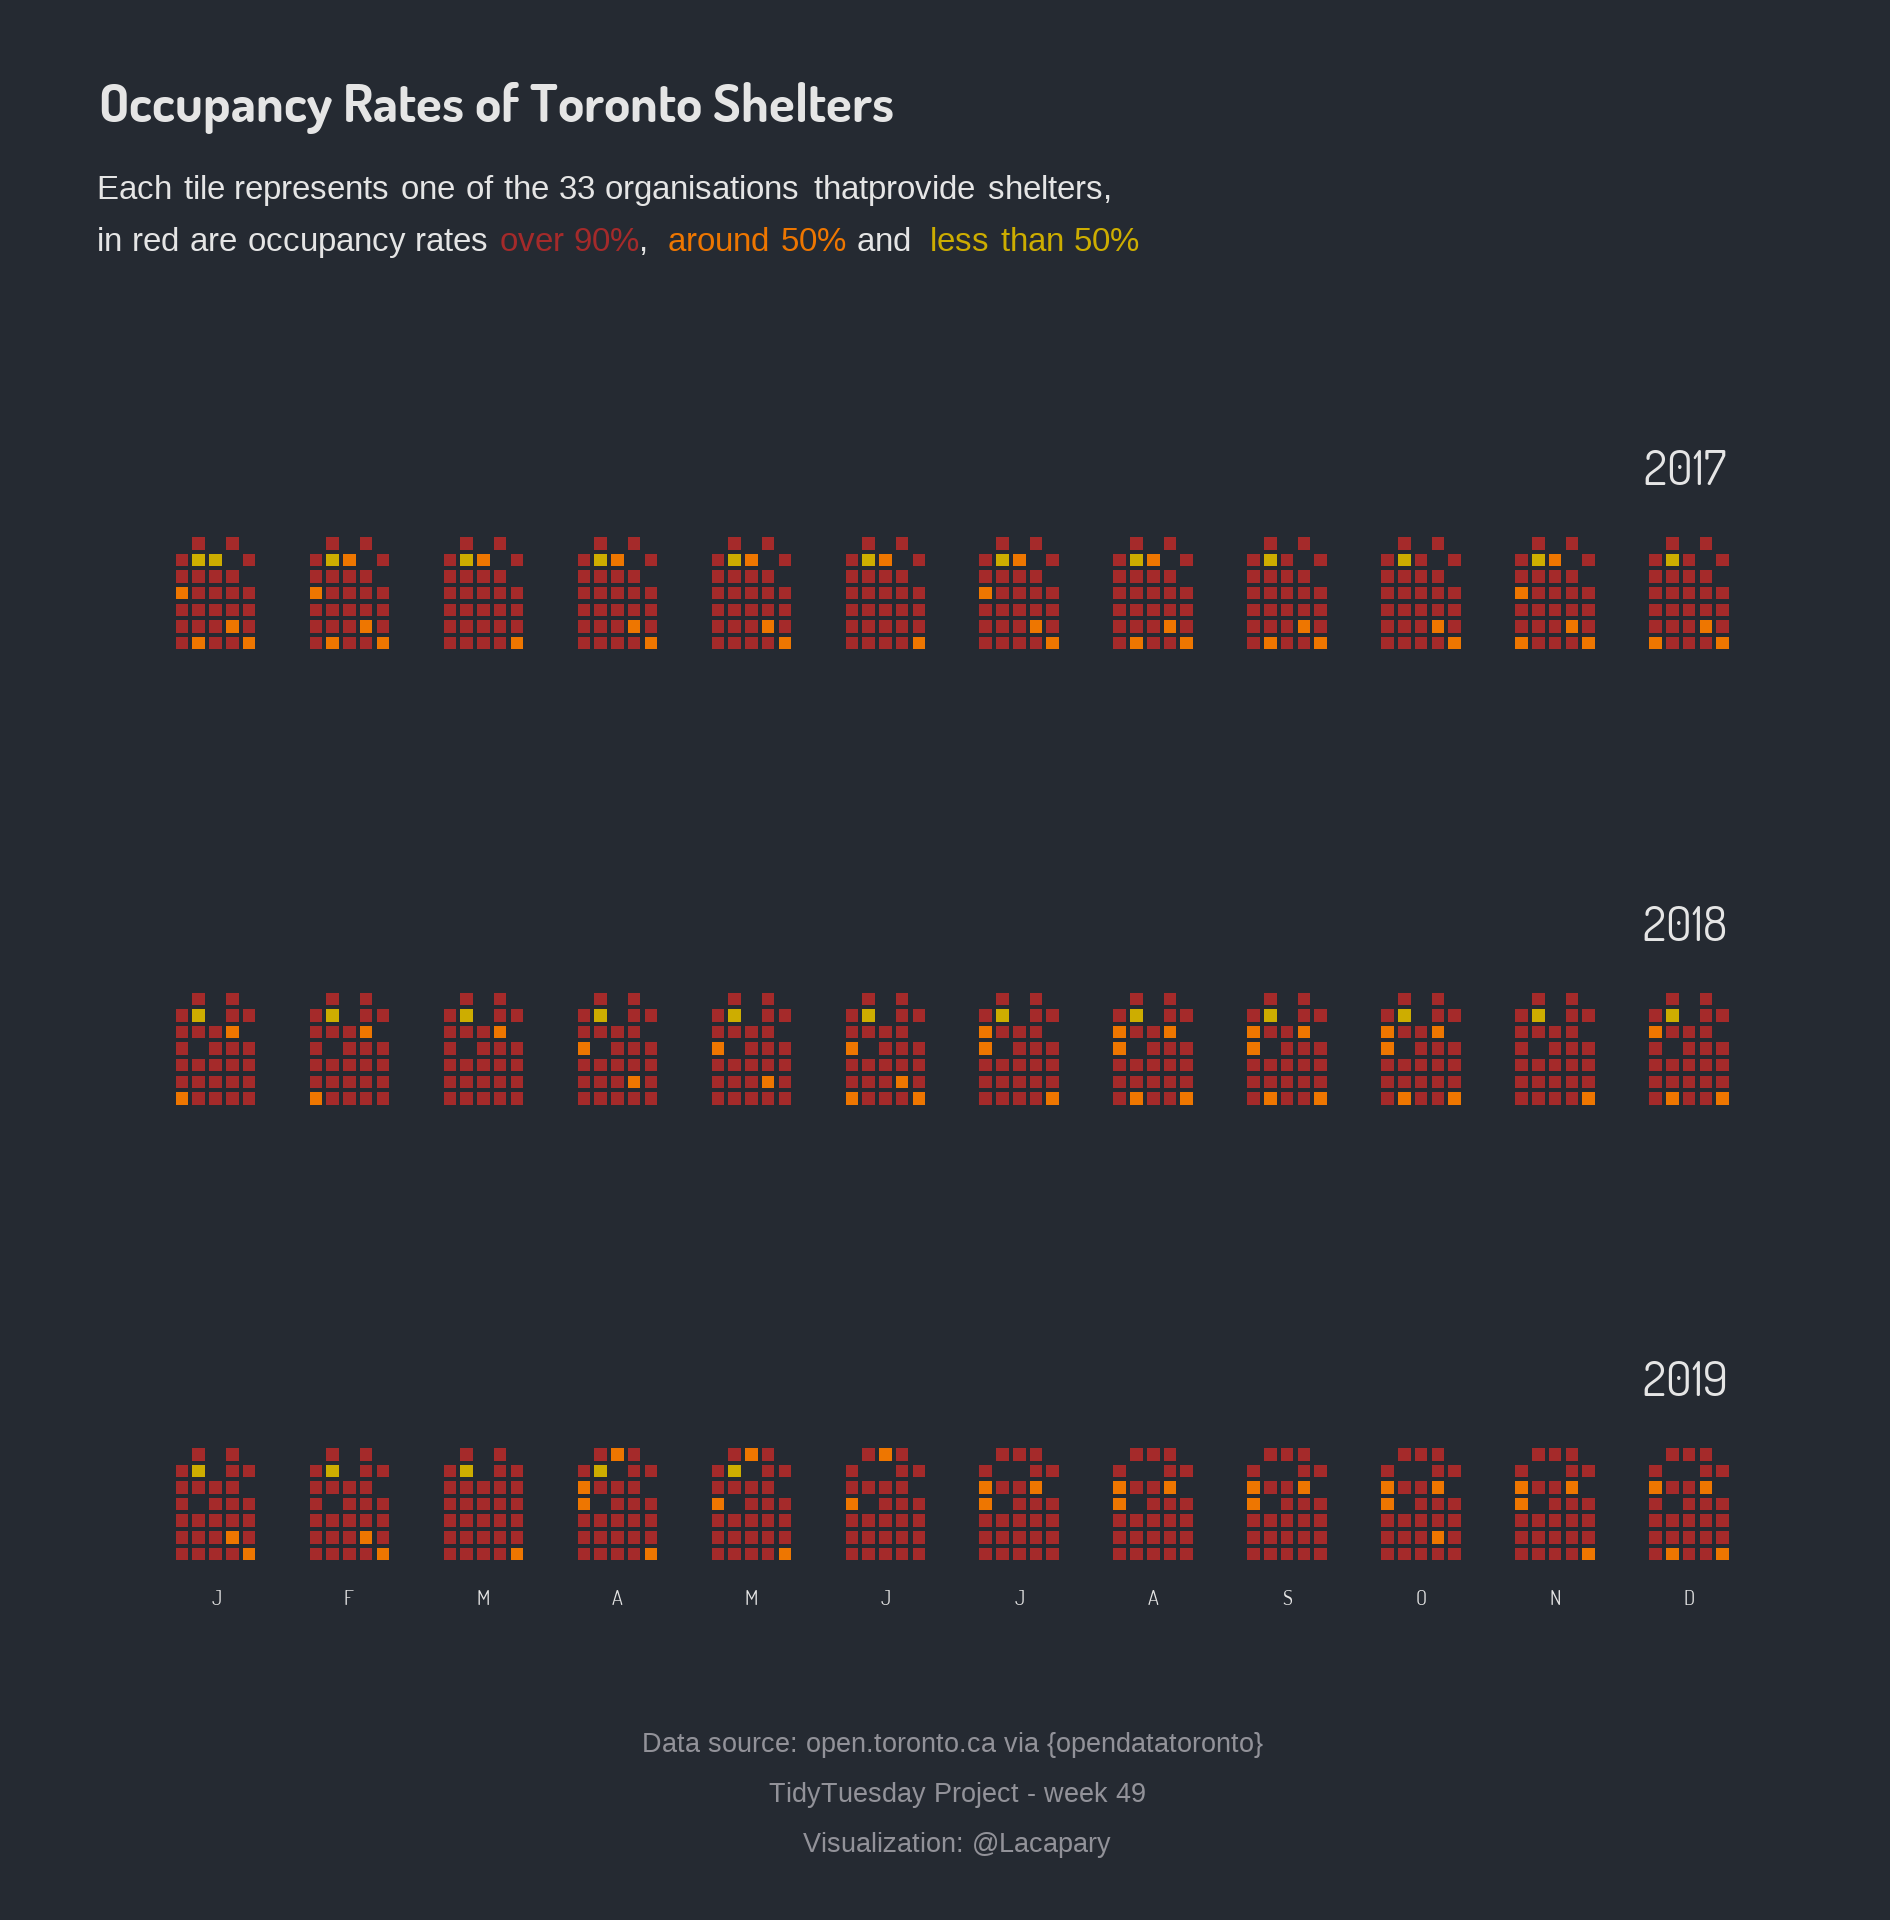 Occupancy Rates of Toronto Shelters
Each tile represents one of the 33 organisations thatprovide shelters,
in red are occupancy rates over 90%, around 50% and less than 50%
2017
2018
2019
J F M A M J J A S O N D
Data source: open.toronto.ca via {opendatatoronto}
TidyTuesday Project - week 49
Visualization: @Lacapary